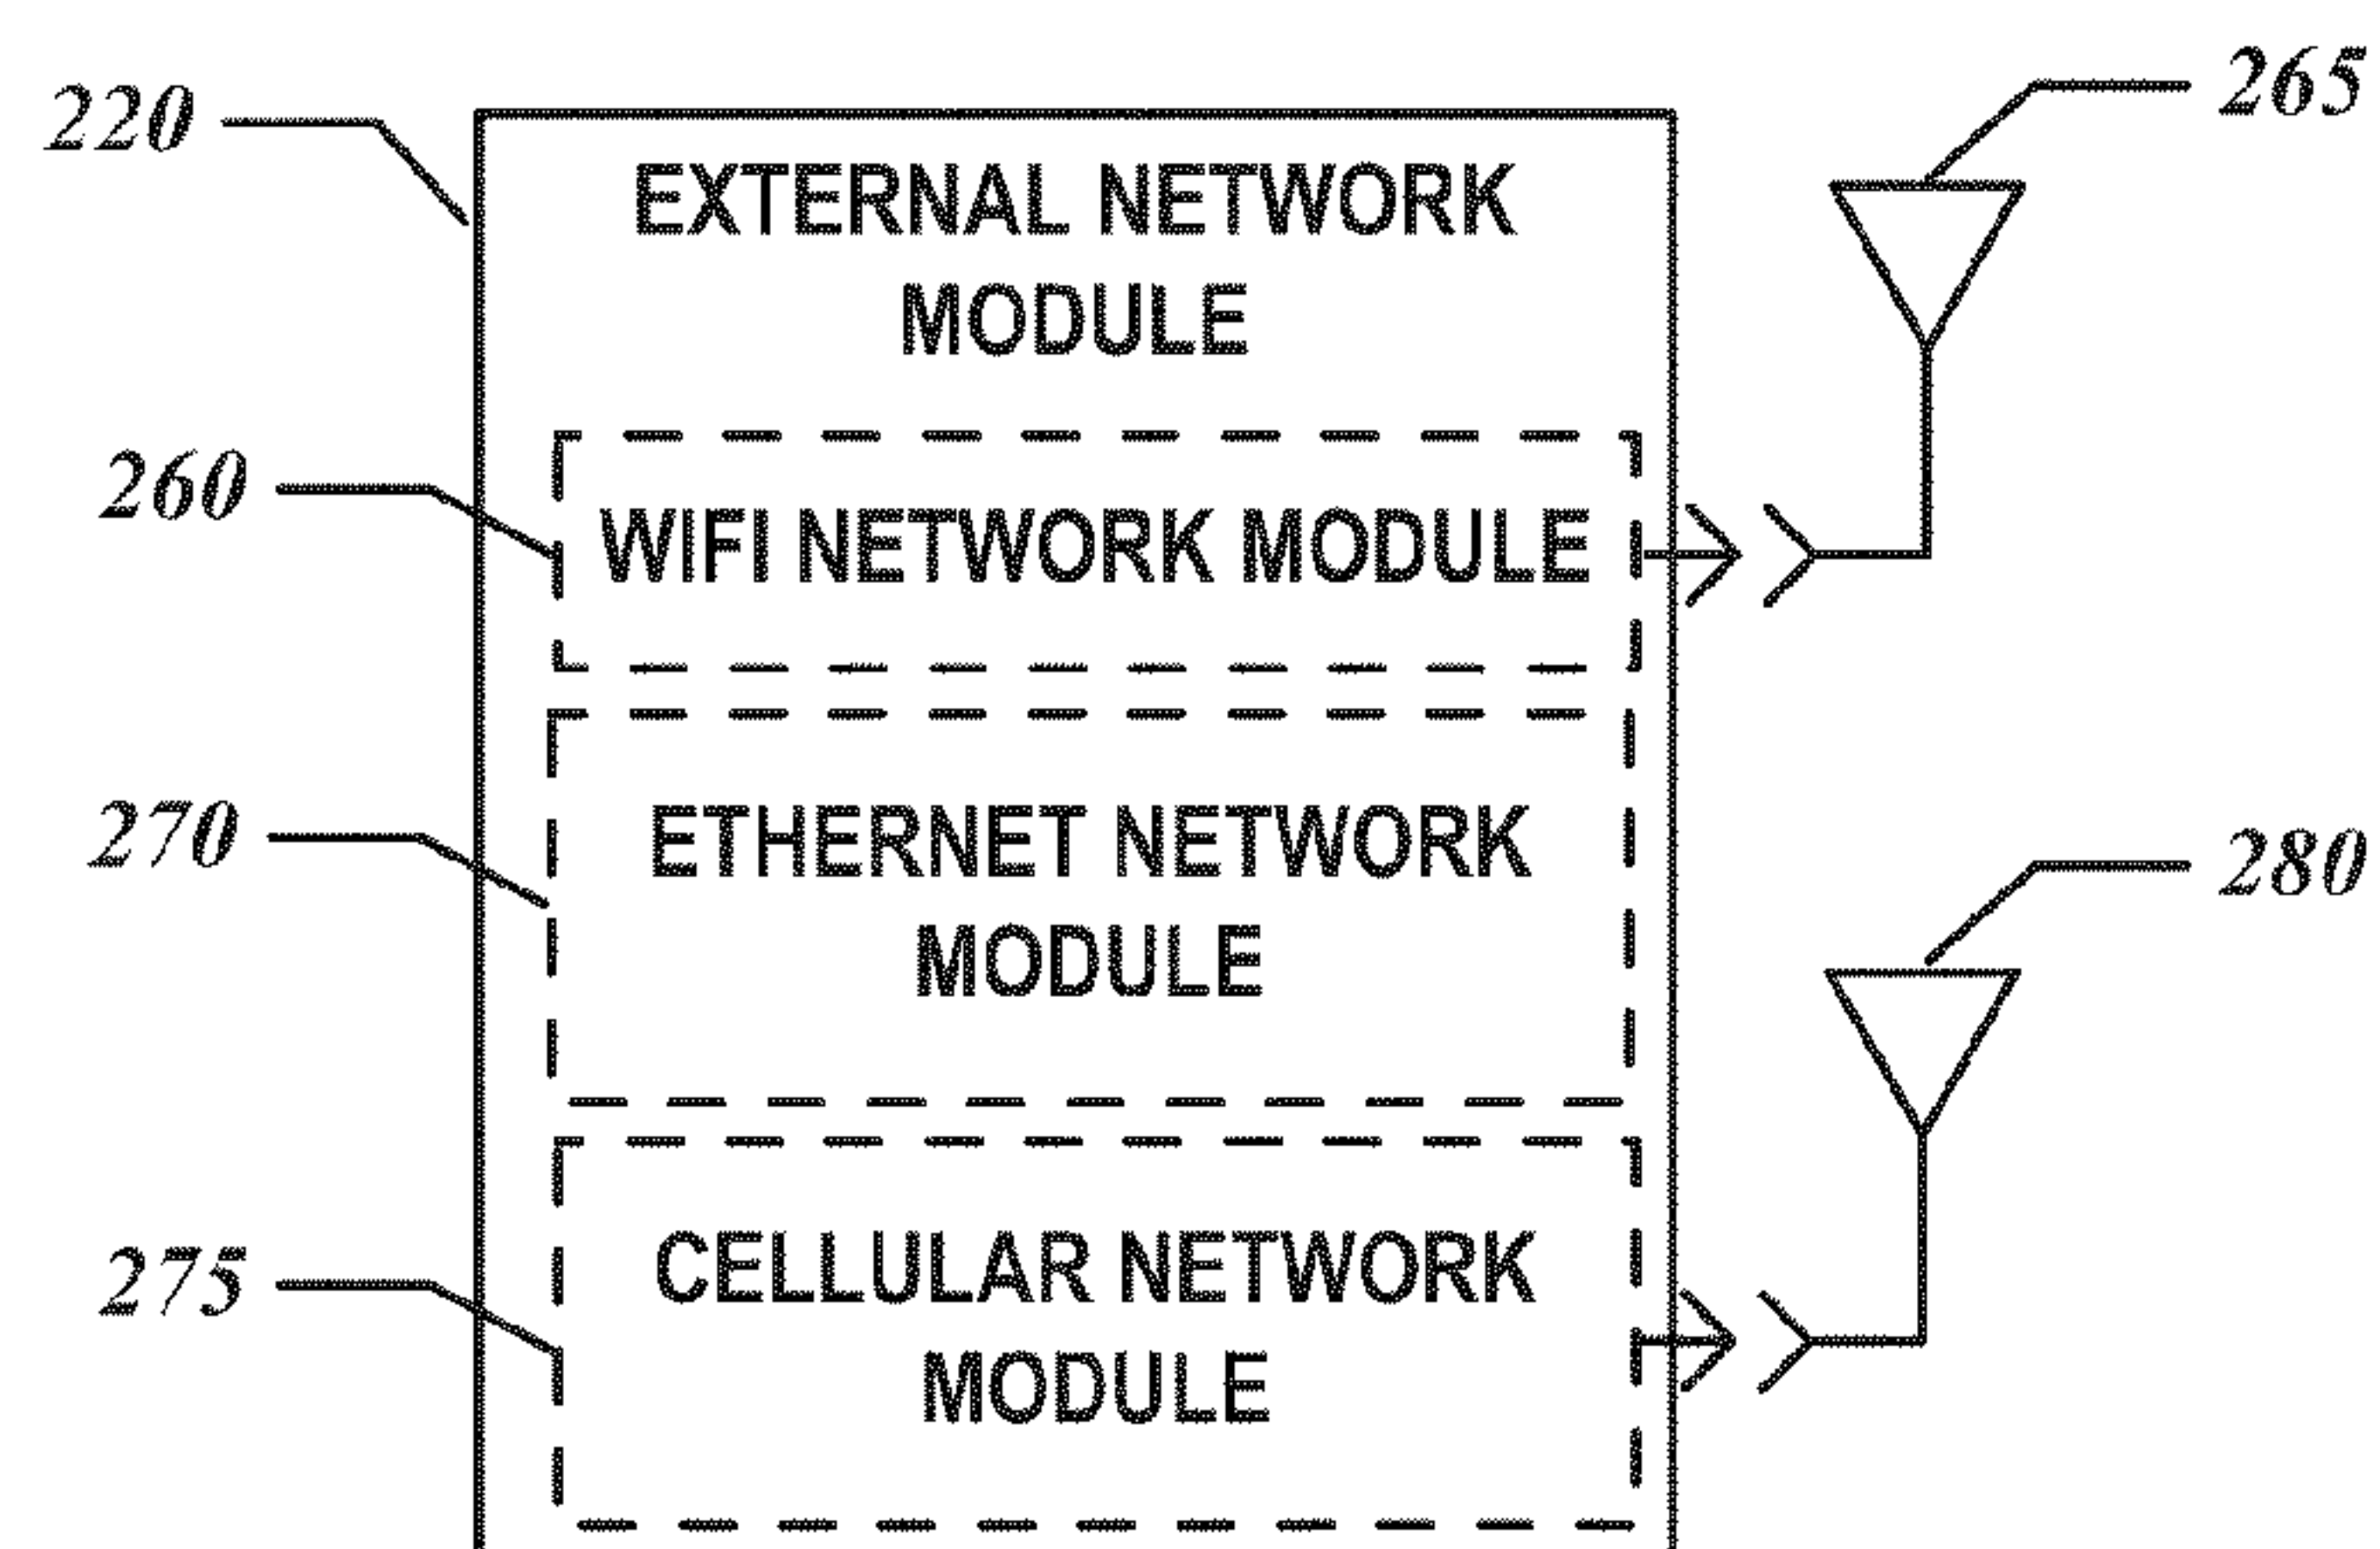 265
220
EXTERNAL NETWORK
MODULE
260
WIFI NETWORK MODULE
270
ETHERNET NETWORK
MODULE
280
275
CELLULAR NETWORK
MODULE